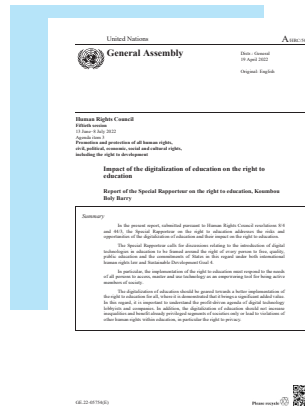 United Nations
A/HRC/50
General Assembly
Distr.: General
19 April 2022
Original: English
Human Rights Council
Fiftieth session
13 June–8 July 2022
Agenda item 3
Promotion and protection of all human rights,
civil, political, economic, social and cultural rights,
including the right to development
Impact of the digitalization of education on the right to
education
Report of the Special Rapporteur on the right to education, Koumbou
Boly Barry
Summary
In the present report, submitted pursuant to Human Rights Council resolutions 8/4
and 44/3, the Special Rapporteur on the right to education addresses the risks and
opportunities of the digitalization of education and their impact on the right to education.
The Special Rapporteur calls for discussions relating to the introduction of digital
technologies in education to be framed around the right of every person to free, quality,
public education and the commitments of States in this regard under both international
human rights law and Sustainable Development Goal 4.
In particular, the implementation of the right to education must respond to the needs
of all persons to access, master and use technology as an empowering tool for being active
members of society.
The digitalization of education should be geared towards a better implementation of
the right to education for all, where it is demonstrated that it brings a significant added value.
In this regard, it is important to understand the profit-driven agenda of digital technology
lobbyists and companies. In addition, the digitalization of education should not increase
inequalities and benefit already privileged segments of societies only or lead to violations of
other human rights within education, in particular the right to privacy.
GE.22-05758(E)
Please recycle